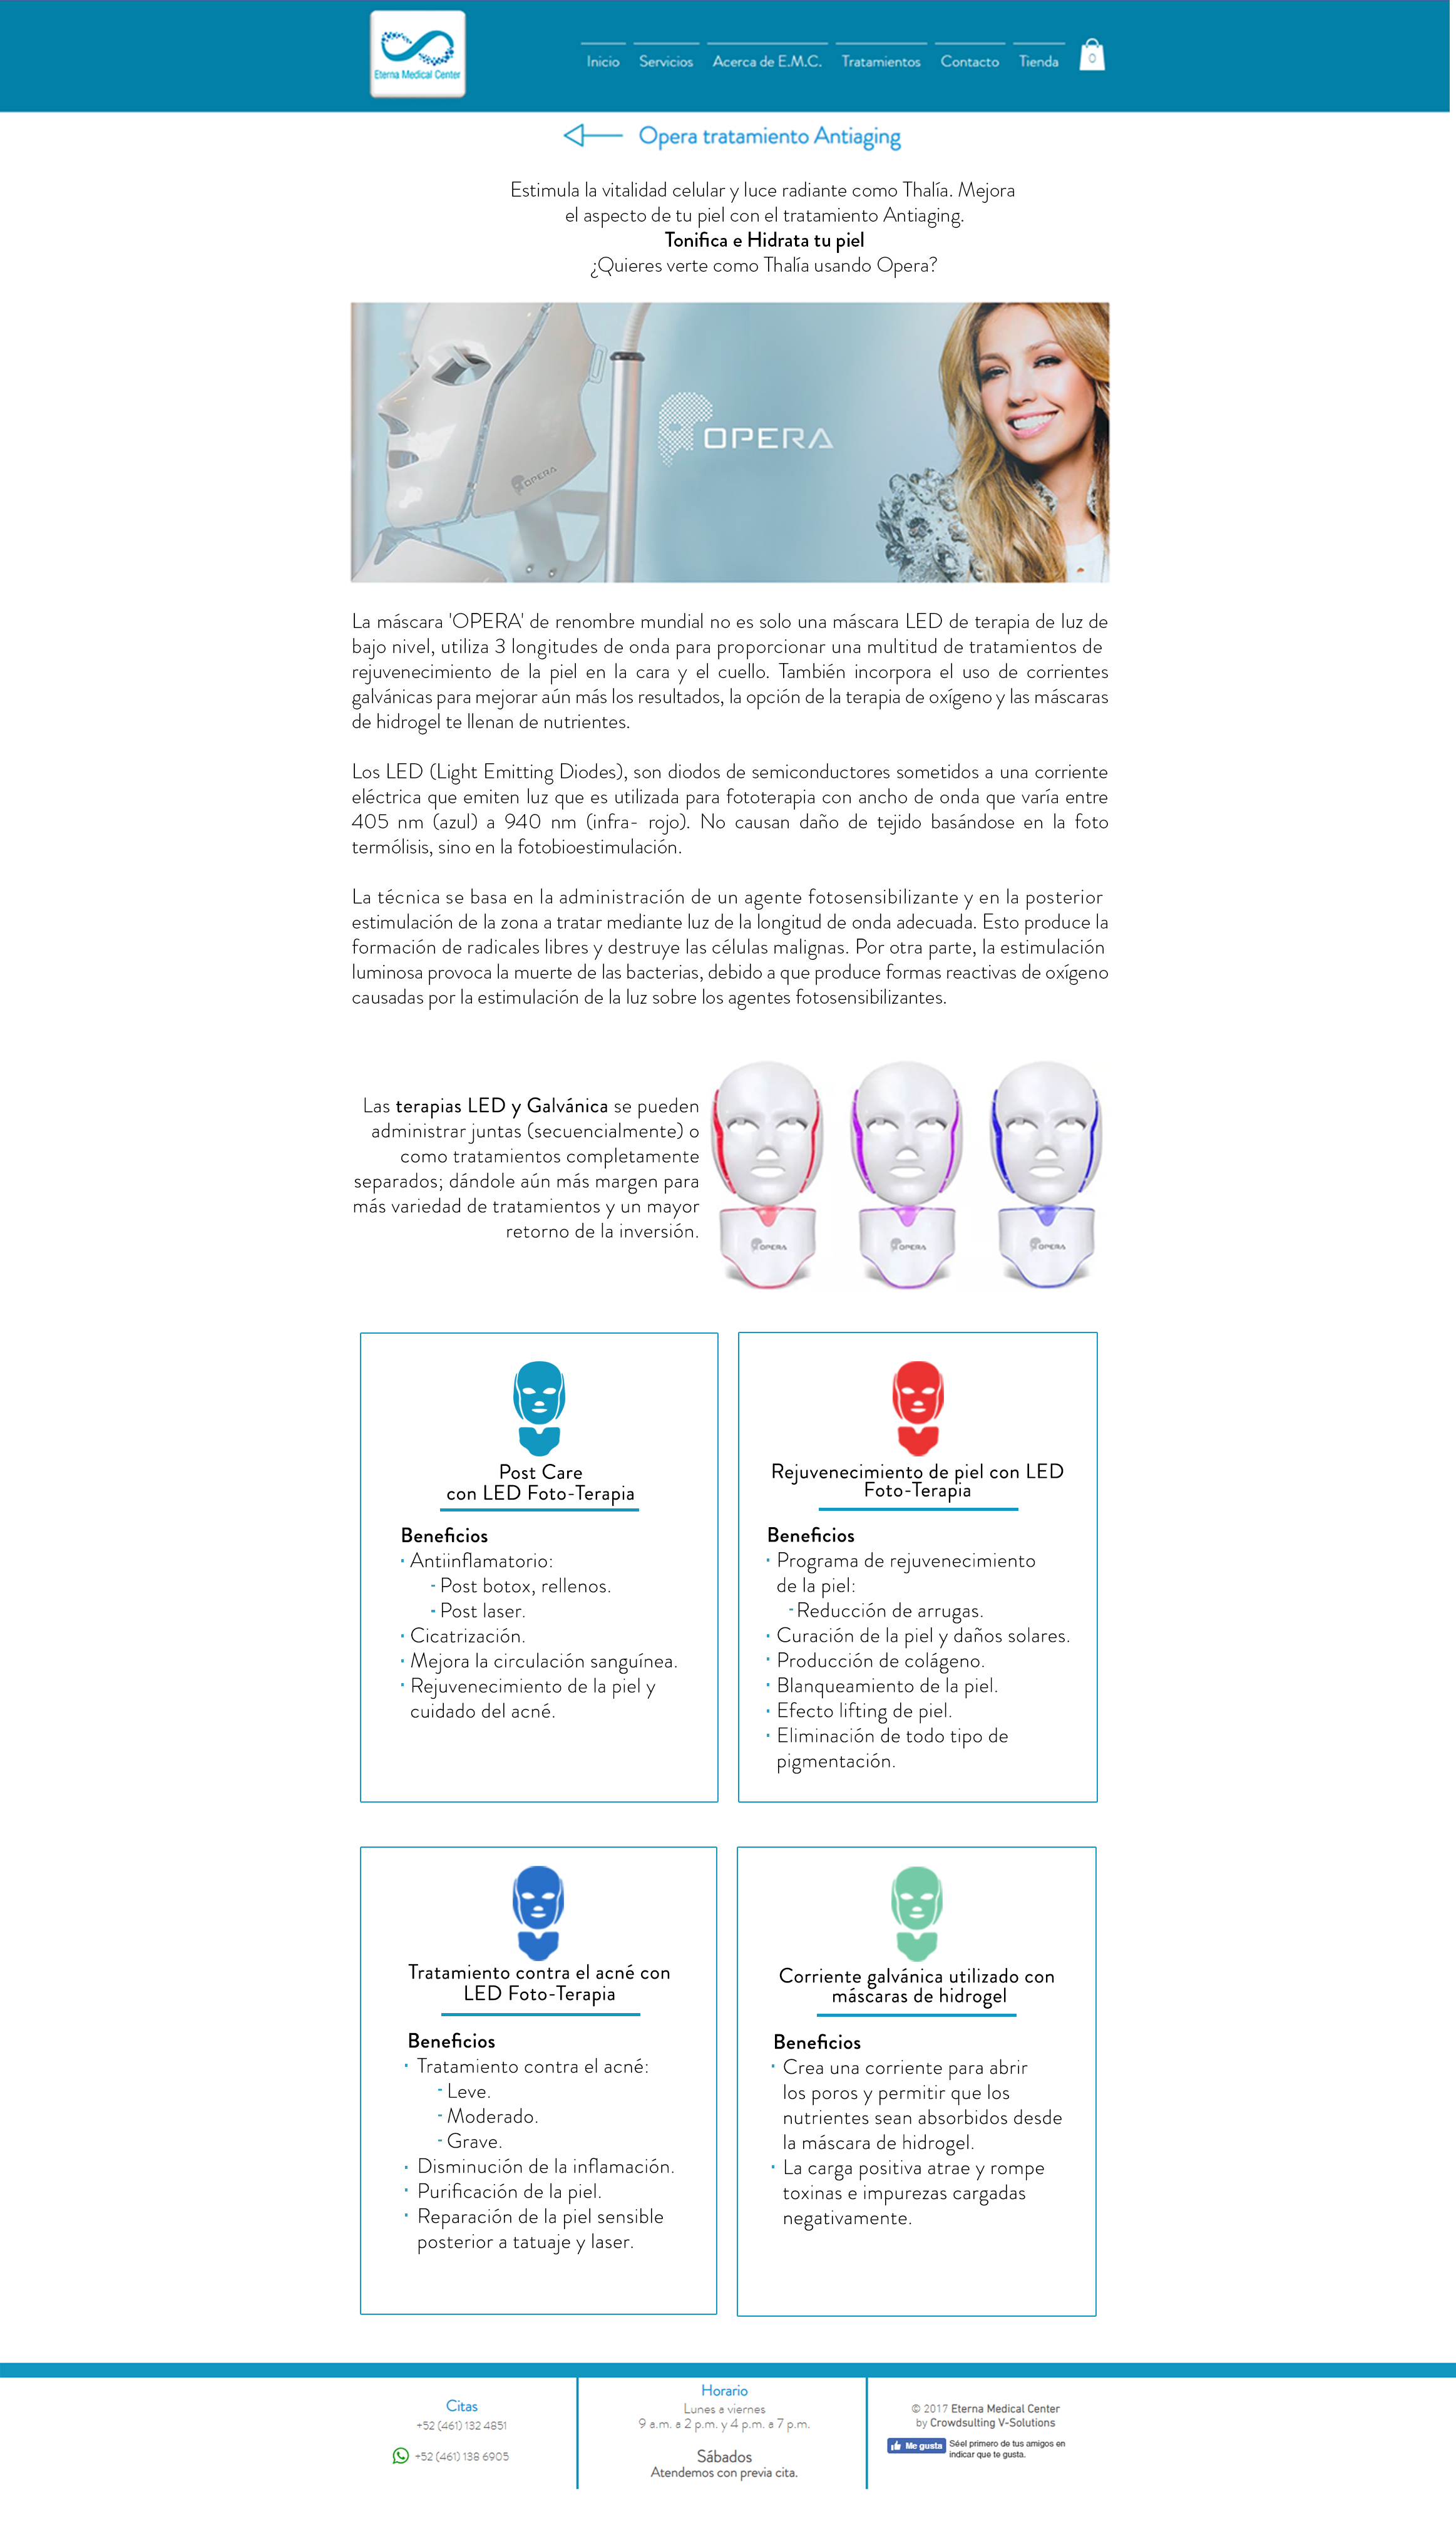 Eterna Medical Center
Inicio
Servicios
Acerca de E.M.C.
Tratamientos
Contacto
Tienda
0
Opera tratamiento Antiaging
Estimula la vitalidad celular y luce radiante como Thalía. Mejora
el aspecto de tu piel con el tratamiento Antiaging.
Tonifica e Hidrata tu piel
¿Quieres verte como Thalía usando Opera?
OPERA
OPERA
La máscara 'OPERA' de renombre mundial no es solo una máscara LED de terapia de luz de
bajo nivel, utiliza 3 longitudes de onda para proporcionar una multitud de tratamientos de
rejuvenecimiento de la piel en la cara y el cuello. También incorpora el uso de corrientes
galvánicas para mejorar aún más los resultados, la opción de la terapia de oxígeno y las máscaras
de hidrogel te llenan de nutrientes.
Los LED (Light Emitting Diodes), son diodos de semiconductores sometidos a una corriente
eléctrica que emiten luz que es utilizada para fototerapia con ancho de onda que varía entre
405 nm (azul) a 940 nm (infra- rojo). No causan daño de tejido basándose en la foto
termólisis, sino en la fotobioestimulación.
La técnica se basa en la administración de un agente fotosensibilizante y en la posterior
estimulación de la zona a tratar mediante luz de la longitud de onda adecuada. Esto produce la
formación de radicales libres y destruye las células malignas. Por otra parte, la estimulación
luminosa provoca la muerte de las bacterias, debido a que produce formas reactivas de oxígeno
causadas por la estimulación de la luz sobre los agentes fotosensibilizantes.
Las terapias LED y Galvánica se pueden
administrar juntas (secuencialmente) o
como tratamientos completamente
separados; dándole aún más margen para
más variedad de tratamientos y un mayor
retorno de la inversión.
OPERA
OPERA
OPERA
Post Care
con LED Foto-Terapia
Beneficios
· Antiinflamatorio:
- Post botox, rellenos.
- Post laser.
· Cicatrización.
· Mejora la circulación sanguínea.
· Rejuvenecimiento de la piel y
cuidado del acné.
Rejuvenecimiento de piel con LED
Foto-Terapia
Beneficios
· Programa de rejuvenecimiento
de la piel:
- Reducción de arrugas.
· Curación de la piel y daños solares.
· Producción de colágeno.
· Blanqueamiento de la piel.
· Efecto lifting de piel.
· Eliminación de todo tipo de
pigmentación.
Tratamiento contra el acné con
LED Foto-Terapia
Beneficios
· Tratamiento contra el acné:
- Leve.
- Moderado.
- Grave.
· Disminución de la inflamación.
· Purificación de la piel.
· Reparación de la piel sensible
posterior a tatuaje y laser.
Corriente galvánica utilizado con
máscaras de hidrogel
Beneficios
· Crea una corriente para abrir
los poros y permitir que los
nutrientes sean absorbidos desde
la máscara de hidrogel.
· La carga positiva atrae y rompe
toxinas e impurezas cargadas
negativamente.
Citas
+52 (461) 132 4851
+52 (461) 138 6905
Horario
Lunes a viernes
9 a.m. a 2 p.m. y 4 p.m. a 7 p.m.
Sábados
Atendemos con previa cita.
© 2017 Eterna Medical Center
by Crowdsulting V-Solutions
Me gusta
Sé el primero de tus amigos en
indicar que te gusta.